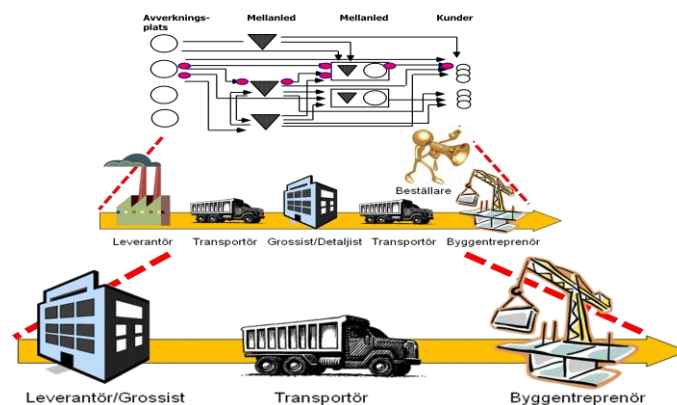 Avverknings-
plats
Mellanled
Mellanled
Kunder
Beställare
Leverantör
Transportör
Grossist/Detaljist
Transportör
Byggentreprenör
Leverantör/Grossist
Transportör
Byggentreprenör